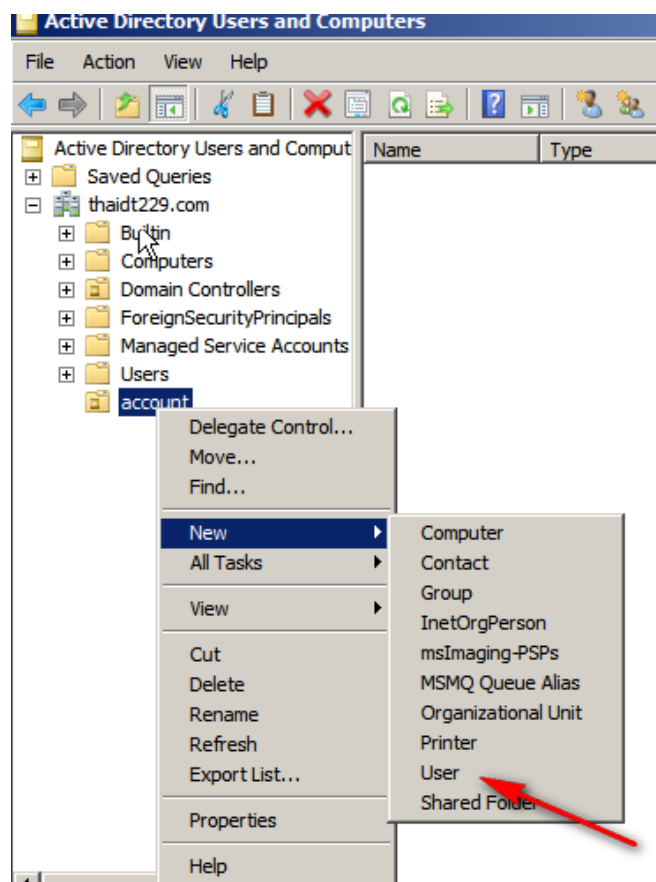 Active Directory Users and Computers
File Action View Help
Active Directory Users and Comput
Name Type
Saved Queries
thaidt229.com
Builtin
Computers
Domain Controllers
ForeignSecurityPrincipals
Managed Service Accounts
Users
account
Delegate Control...
Move...
Find...
New
All Tasks
View
Cut
Delete
Rename
Refresh
Export List...
Properties
Help
Computer
Contact
Group
InetOrgPerson
msImaging-PSPs
MSMQ Queue Alias
Organizational Unit
Printer
User
Shared Folder